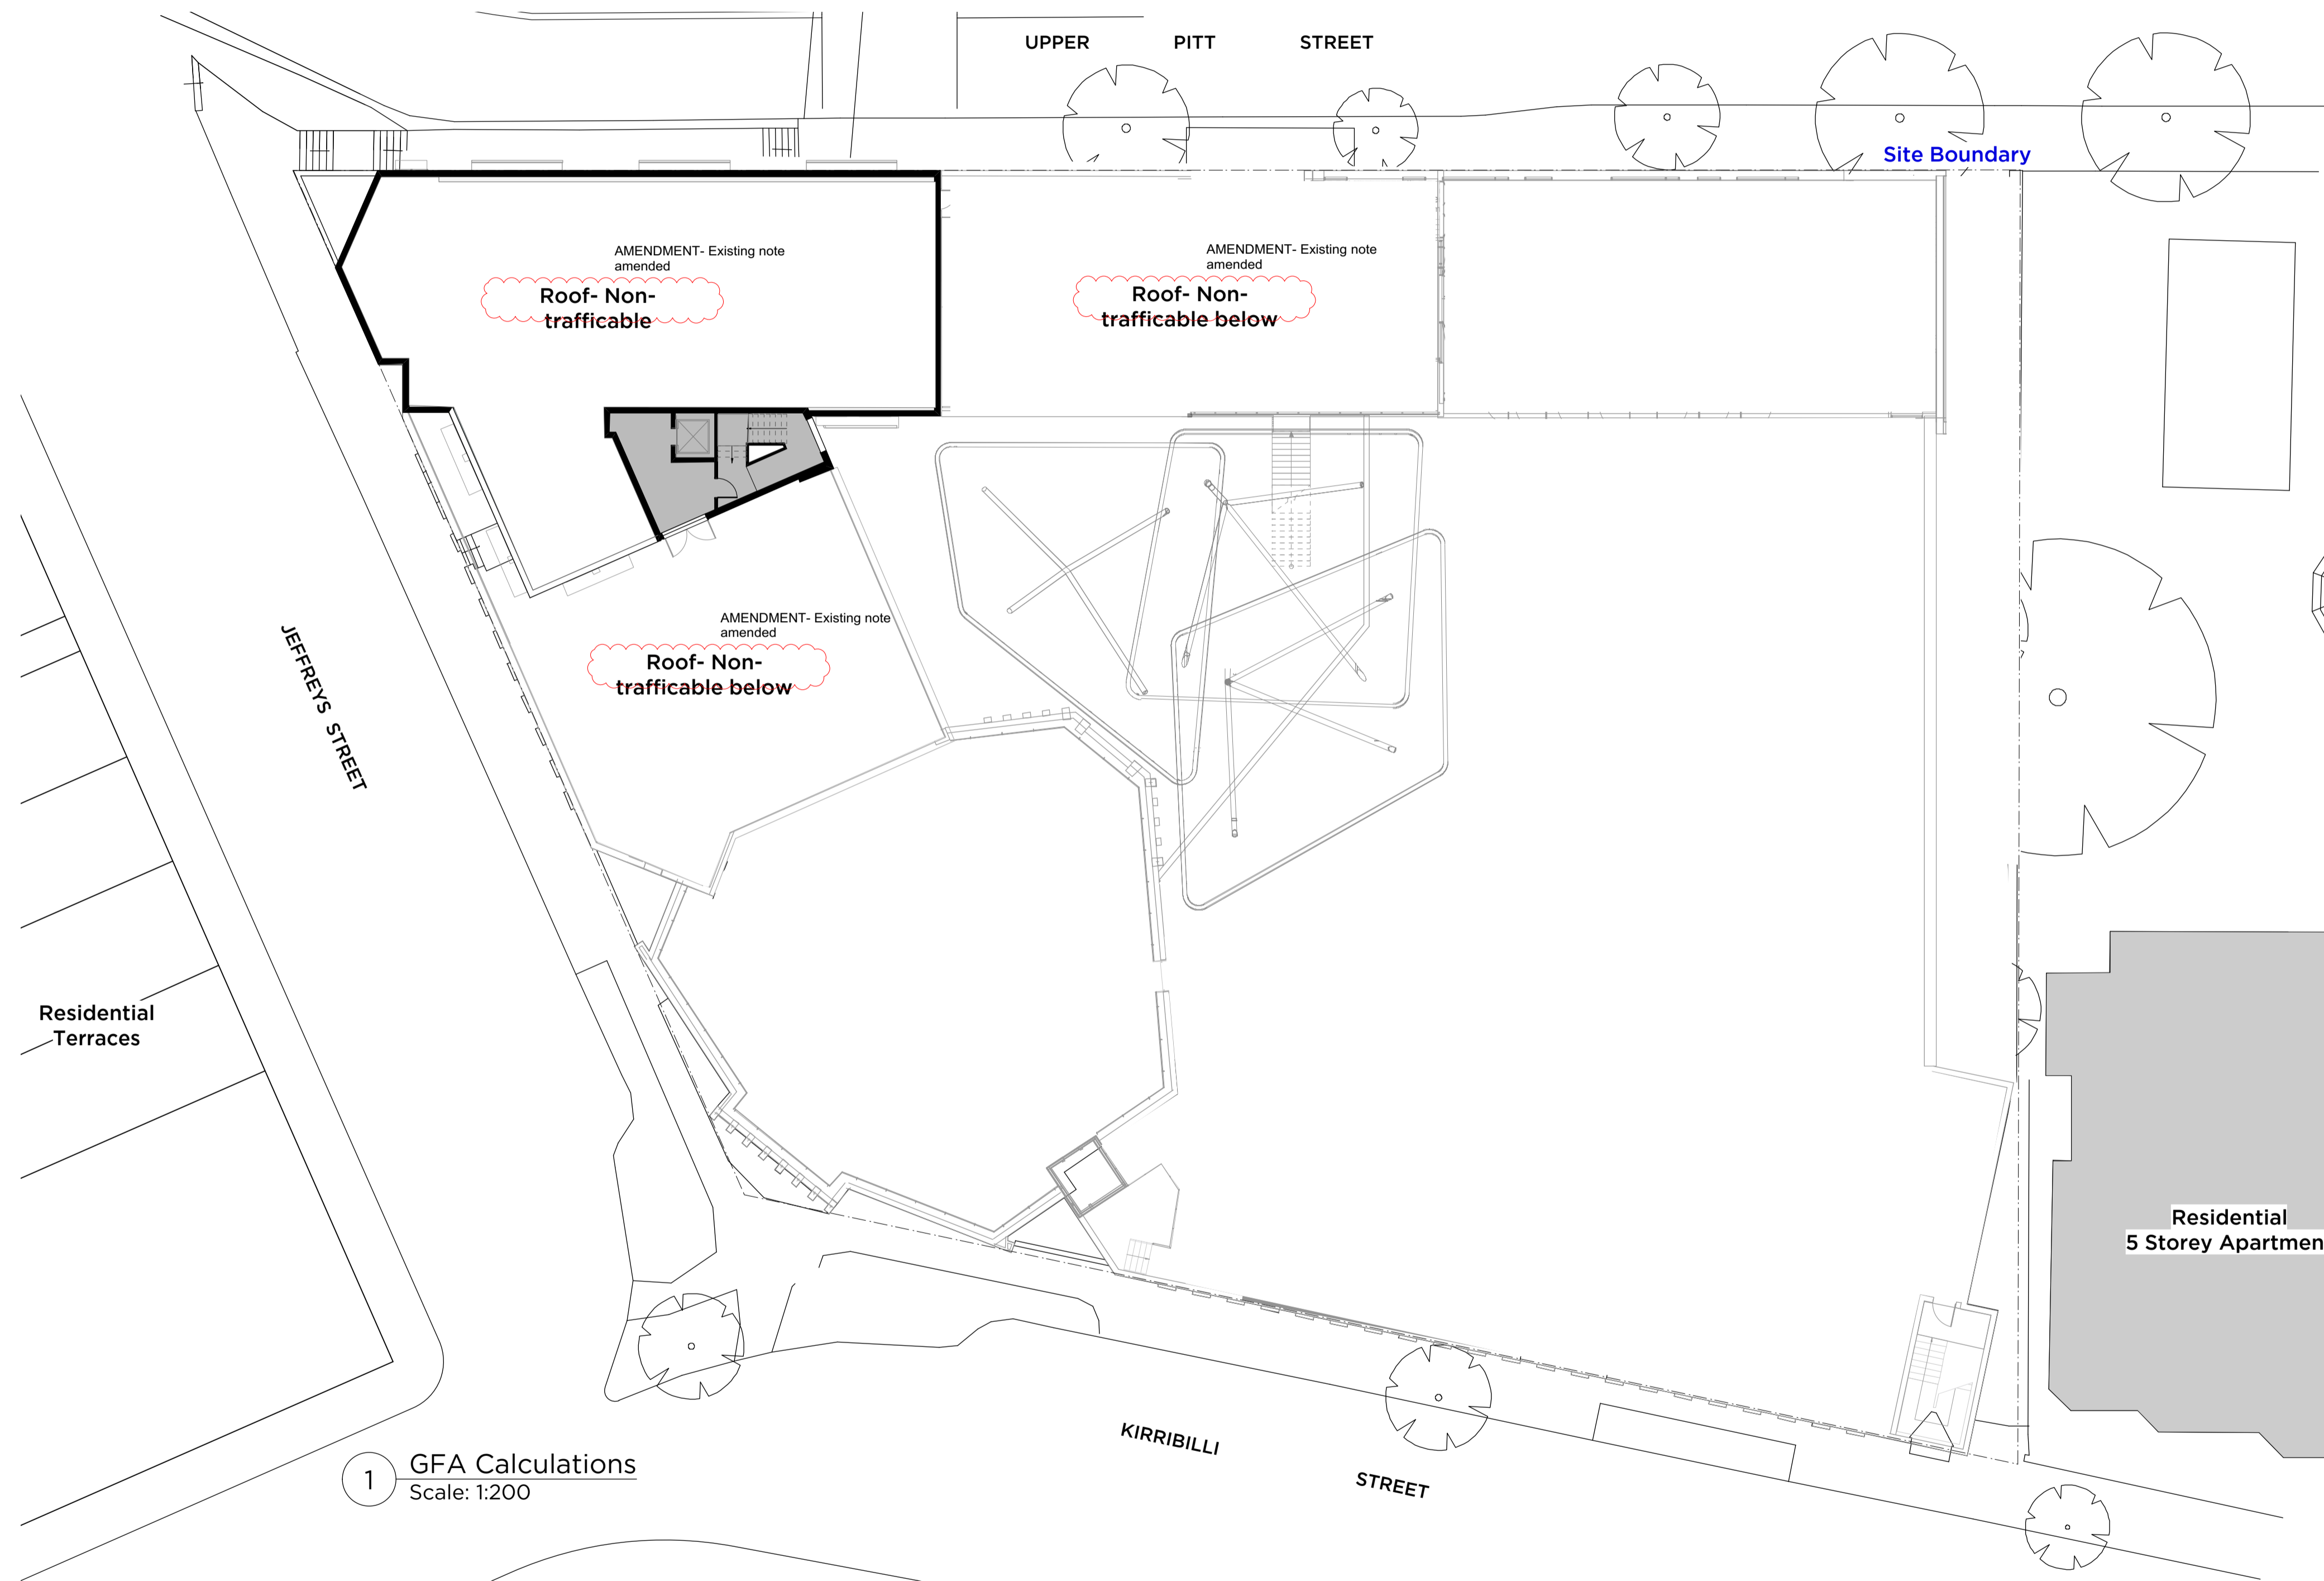 UPPER PITT STREET
Site Boundary
AMENDMENT- Existing note
amended
Roof- Non-
trafficable
AMENDMENT- Existing note
amended
Roof- Non-
trafficable below
AMENDMENT- Existing note
amended
Roof- Non-
trafficable below
JEFFREYS STREET
Residential
Terraces
Residential
5 Storey Apartmen
KIRRIBILLI
STREET
1
GFA Calculations
Scale: 1:200